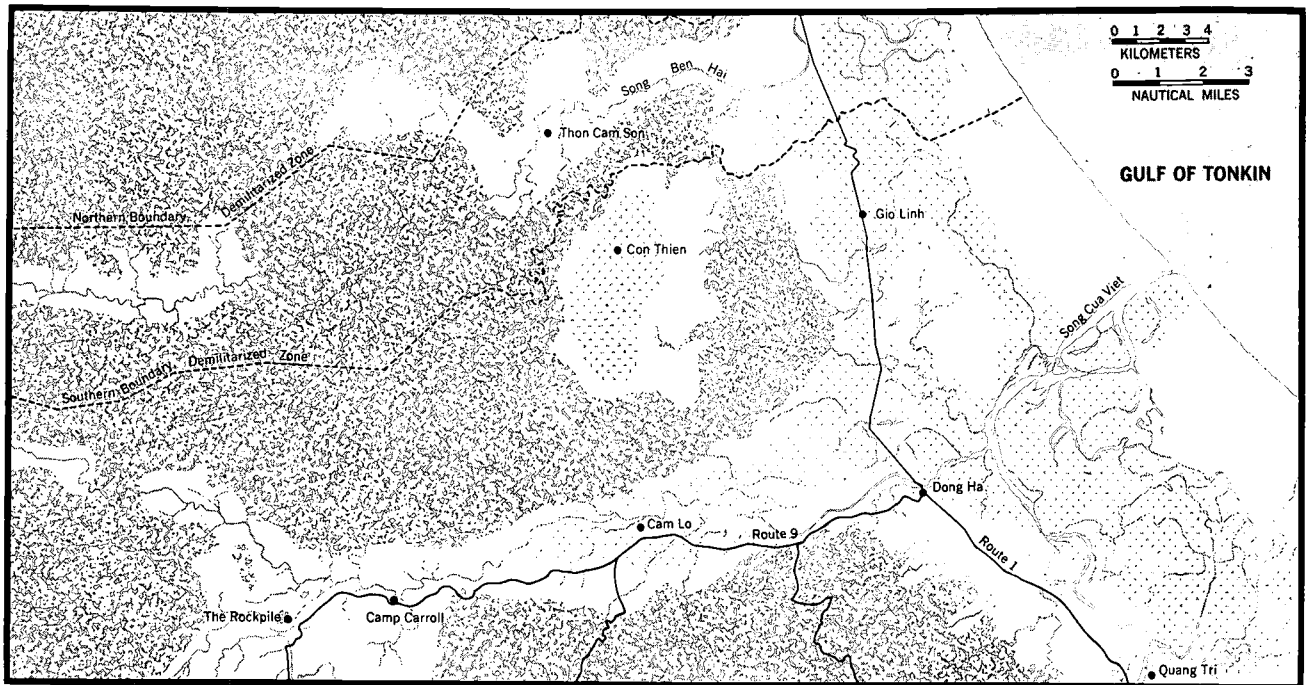 0 1 2 3 4
KILOMETERS
0 1 2 3
NAUTICAL MILES
Song Ben Hai
Thon Cam Son
GULF OF TONKIN
Northern Boundary
Demilitarized Zone
Gio Linh
Con Thien
Song Cua Viet
Southern Boundary Demilitarized Zone
Dong Ha
Cam Lo
Route 9
Route 1
The Rockpile
Camp Carroll
Quang Tri